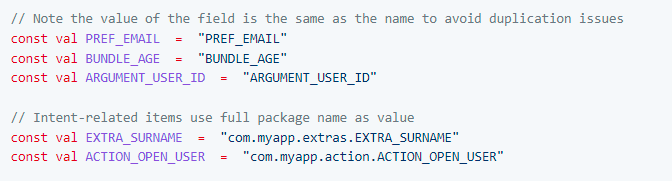 // Note the value of the field is the same as the name to avoid duplication issues
const val PREF_EMAIL  =  "PREF_EMAIL"
const val BUNDLE_AGE  =  "BUNDLE_AGE"
const val ARGUMENT_USER_ID  =  "ARGUMENT_USER_ID"

// Intent-related items use full package name as value
const val EXTRA_SURNAME  =  "com.myapp.extras.EXTRA_SURNAME"
const val ACTION_OPEN_USER  =  "com.myapp.action.ACTION_OPEN_USER"